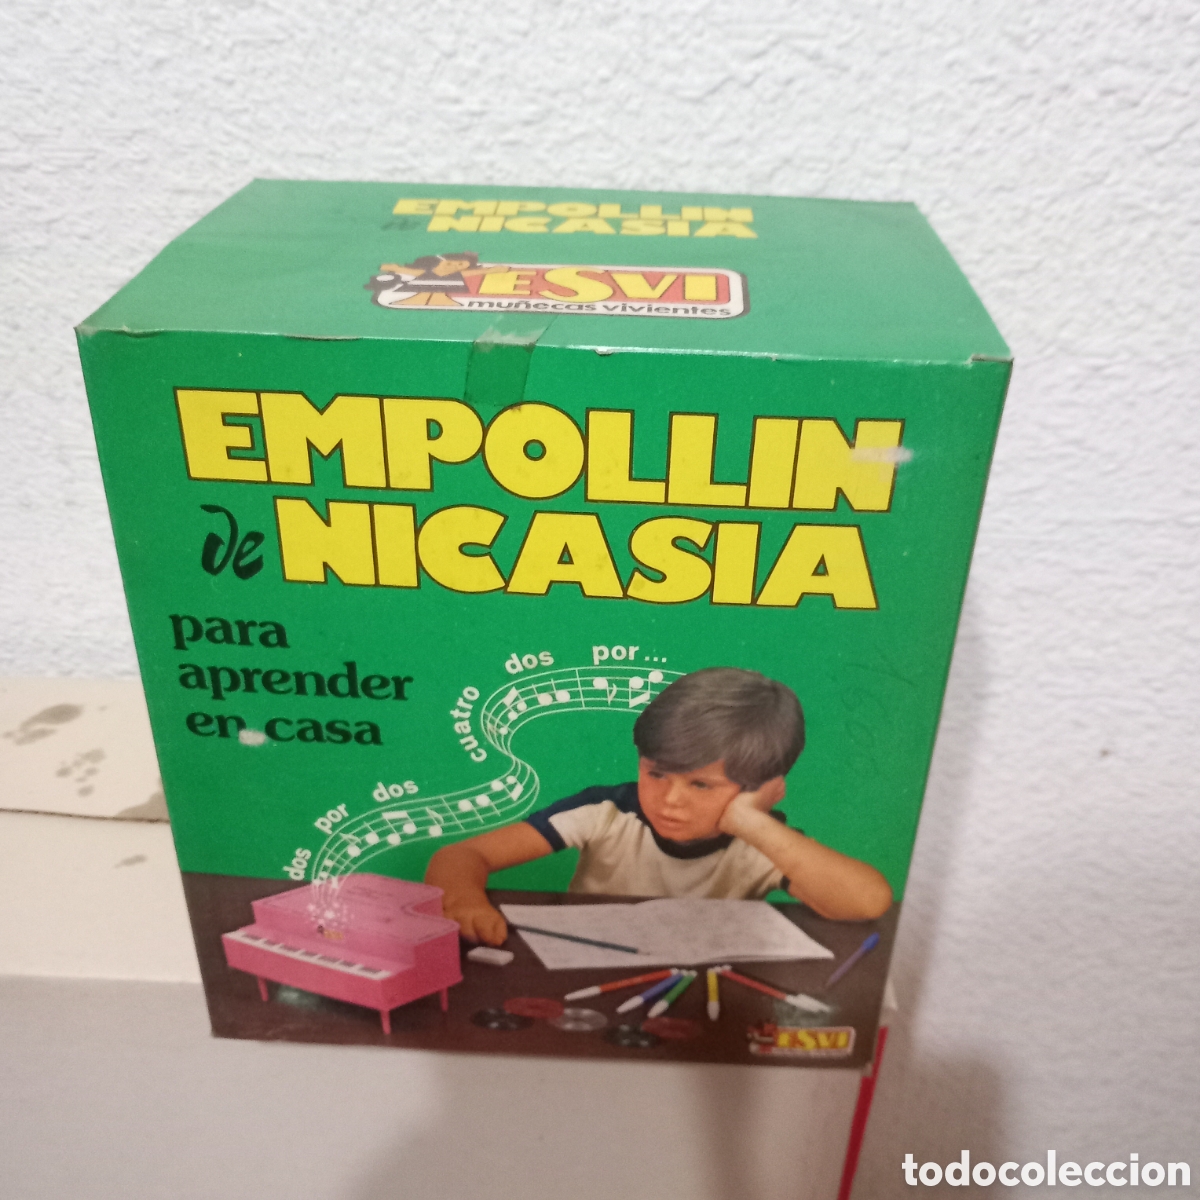 EMPOLLIN
de NICASIA
ESVI
muñecas vivientes
EMPOLLIN
de NICASIA
para
aprender
en casa
dos por dos cuatro dos por...
ESVI
todocoleccion